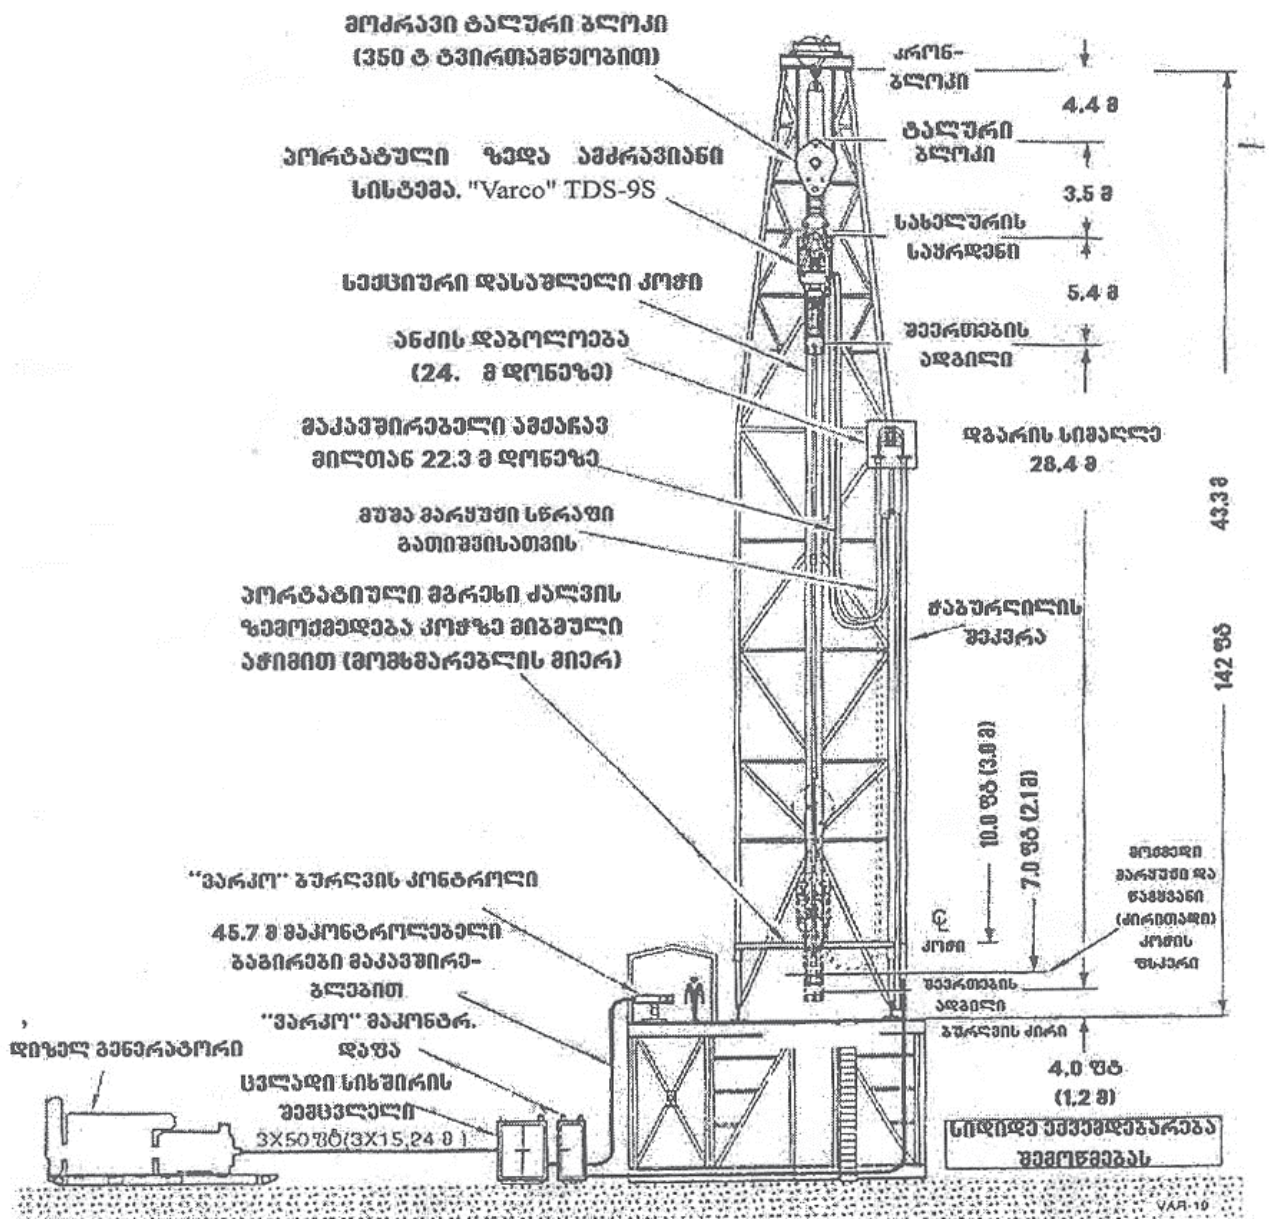 მოძრავი ტალური ბლოკი
(350 ტ ტვირთამწეობით)
კრონ-
ბლოკი
4.4 მ
ტალური
ბლოკი
პორტატული ზედა ამძრავიანი
სისტემა. "Varco" TDS-9S
3.5 მ
სახელურის
საყრდენი
სექციური დასაშლელი კოჭი
5.4 მ
ანძის დაბოლოება
(24. მ დონეზე)
შეერთების
ადგილი
მაკავშირებელი ამქაჩავ
მილთან 22.3 მ დონეზე
დგარის სიმაღლე
28.4 მ
43.3 მ
მუშა მარყუჟი სწრაფი
გათიშვისათვის
პორტატიული მგრეხი ძალვის
ზემოქმედება კოჭზე მიბმული
აჭიმით (მომხმარებლის მიერ)
ჭაბურღილის
შეკვრა
142 ფტ
10.0 ფტ (3.0 მ)
7.0 ფტ (2.1 მ)
მოქმედი
მარყუჟი და
წამყვანი
(ძირითადი)
კოჭის
ფსკერი
"ვარკო" ბურღვის კონტროლი
კოჭი
45.7 მ მაკონტროლებელი
ბაგირები მაკავშირე-
ბლებით
შეერთების
ადგილი
ბურღვის ძირი
"ვარკო" მაკონტრ.
დაფა
დიზელ გენერატორი
4.0 ფტ
(1.2 მ)
ცვლადი სიხშირის
შემცვლელი
3X50 ფტ(3X15,24 მ )
სიდიდე ექვემდებარება
შემოწმებას
VAR-10